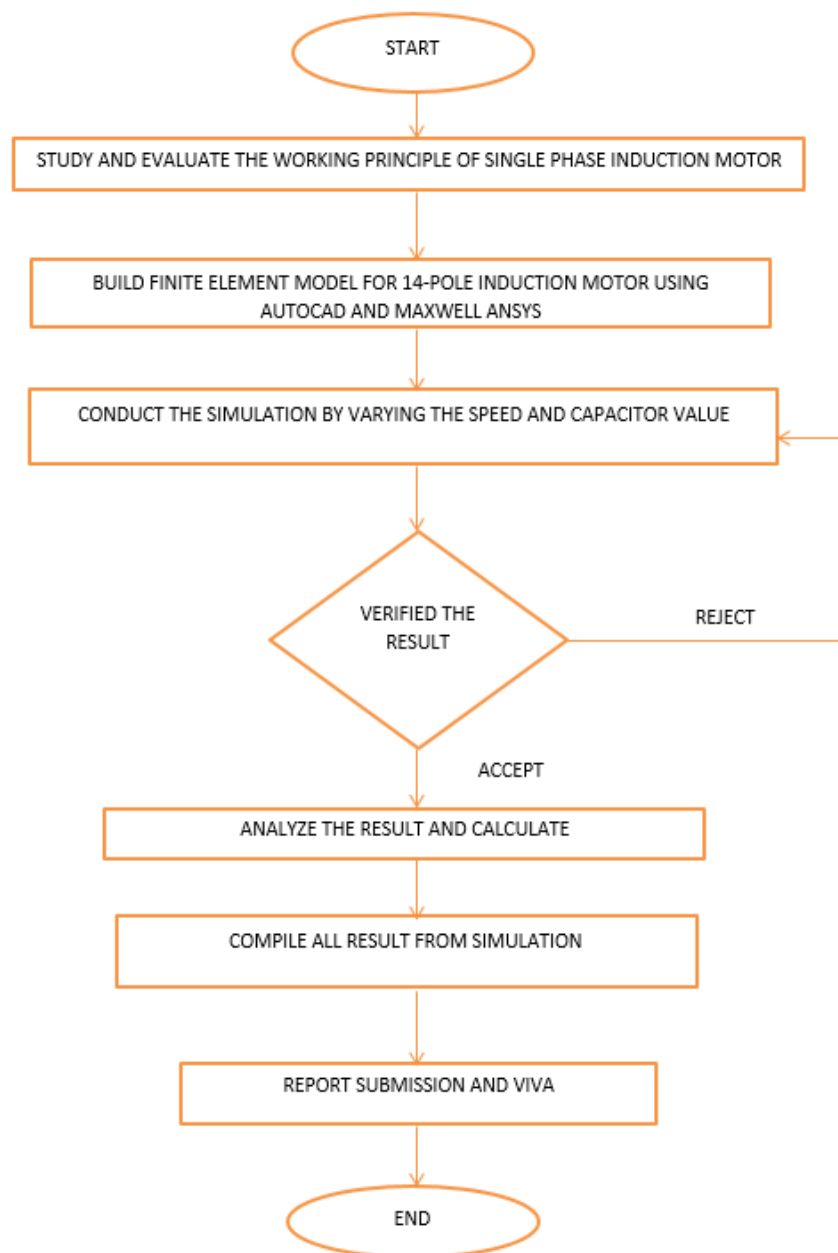 START
STUDY AND EVALUATE THE WORKING PRINCIPLE OF SINGLE PHASE INDUCTION MOTOR
BUILD FINITE ELEMENT MODEL FOR 14-POLE INDUCTION MOTOR USING
AUTOCAD AND MAXWELL ANSYS
CONDUCT THE SIMULATION BY VARYING THE SPEED AND CAPACITOR VALUE
VERIFIED THE
RESULT
REJECT
ACCEPT
ANALYZE THE RESULT AND CALCULATE
COMPILE ALL RESULT FROM SIMULATION
REPORT SUBMISSION AND VIVA
END